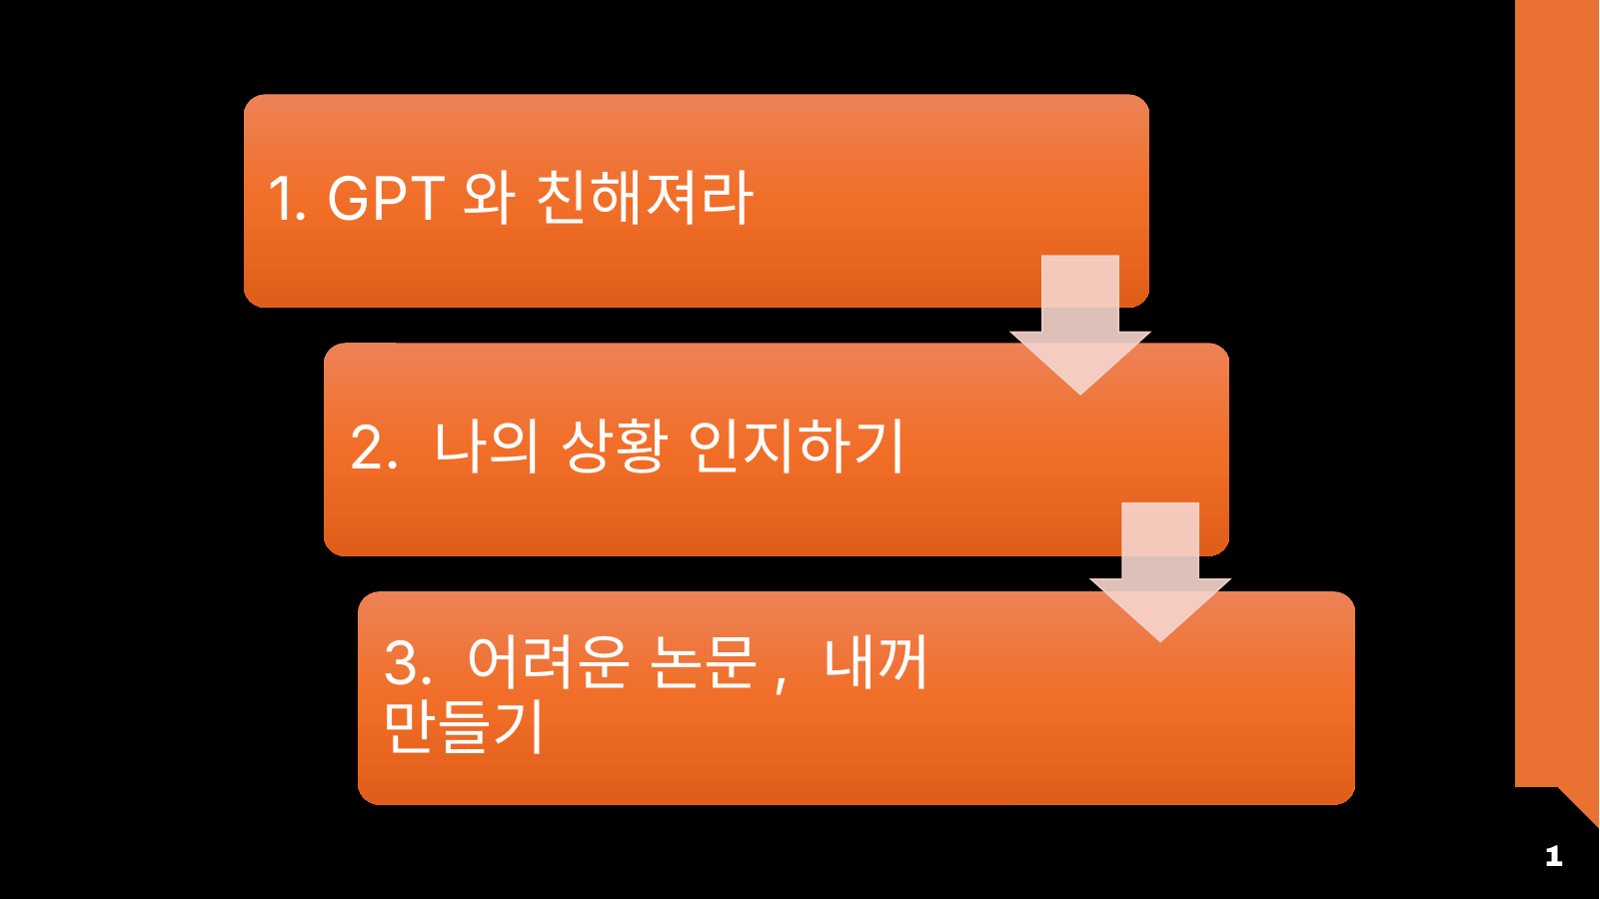 1. GPT 와 친해져라
2. 나의 상황 인지하기
3. 어려운 논문 , 내꺼
만들기
1